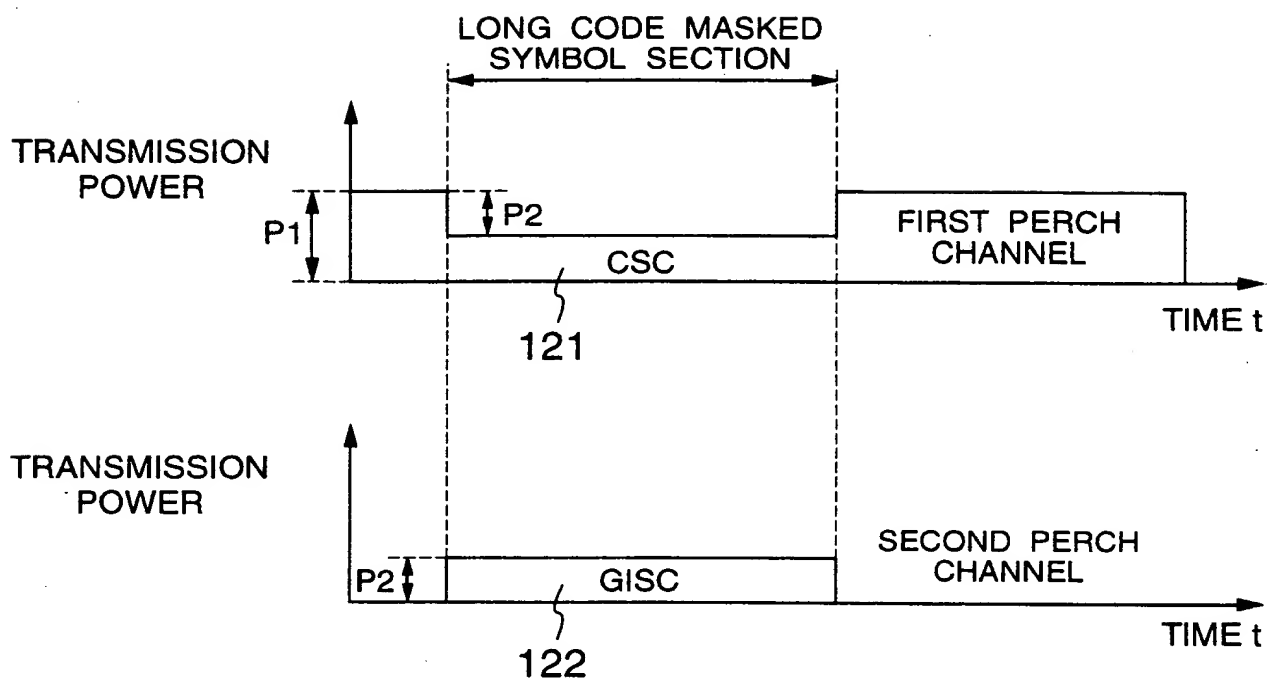 LONG CODE MASKED
SYMBOL SECTION
TRANSMISSION
POWER
P1
P2
FIRST PERCH
CHANNEL
CSC
TIME t
121
TRANSMISSION
POWER
SECOND PERCH
CHANNEL
P2
GISC
TIME t
122